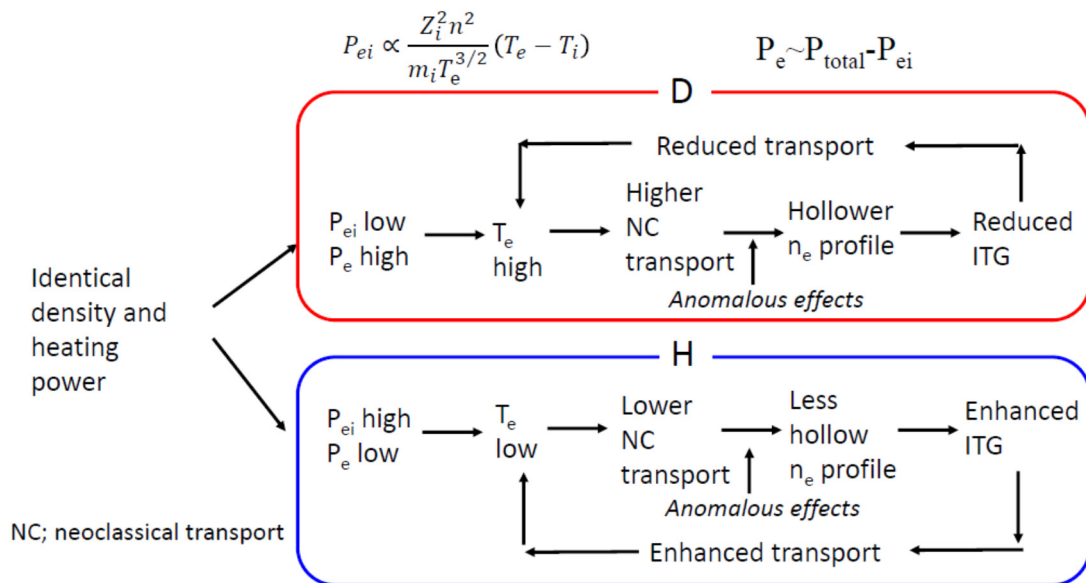 P_ei ∝ Z_i^2 n^2 / m_i T_e^{3/2} (T_e − T_i)
P_e~P_total-P_ei
D
Reduced transport
P_ei low
P_e high
T_e
high
Higher
NC
transport
Anomalous effects
Hollower
n_e profile
Reduced
ITG
Identical
density and
heating
power
H
P_ei high
P_e low
T_e
low
Lower
NC
transport
Anomalous effects
Less
hollow
n_e profile
Enhanced
ITG
Enhanced transport
NC; neoclassical transport